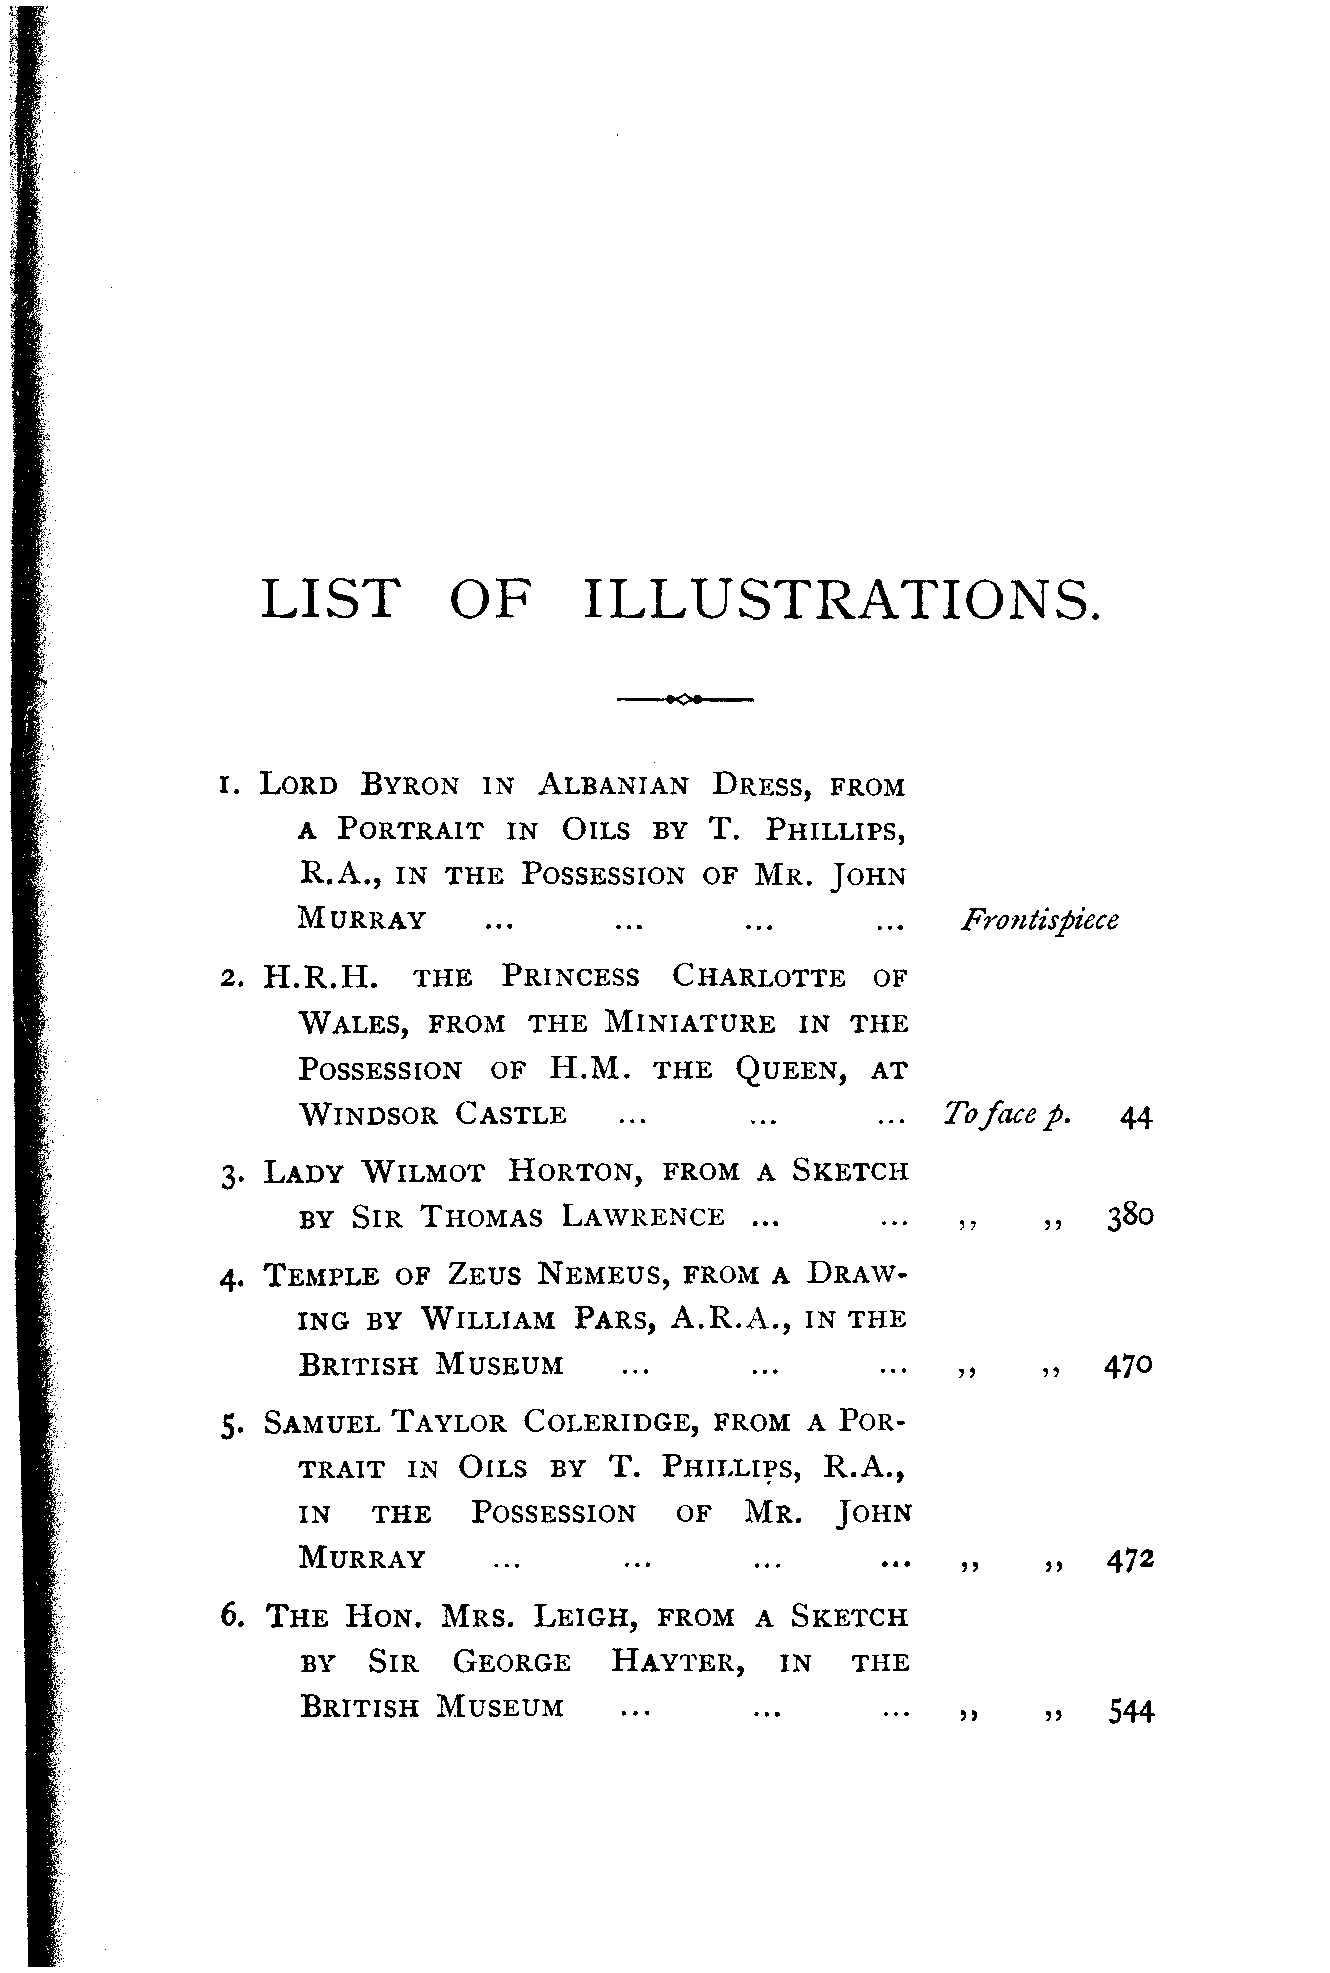 LIST OF ILLUSTRATIONS.
1. LORD BYRON IN ALBANIAN DRESS, FROM
A PORTRAIT IN OILS BY T. PHILLIPS,
R.A., IN THE POSSESSION OF MR. JOHN
MURRAY ... ... ... ... Frontispiece
2. H.R.H. THE PRINCESS CHARLOTTE OF
WALES, FROM THE MINIATURE IN THE
POSSESSION OF H.M. THE QUEEN, AT
WINDSOR CASTLE ... ... ... To face p. 44
3. LADY WILMOT HORTON, FROM A SKETCH
BY SIR THOMAS LAWRENCE ... ... ,, ,, 380
4. TEMPLE OF ZEUS NEMEUS, FROM A DRAW-
ING BY WILLIAM PARS, A.R.A., IN THE
BRITISH MUSEUM ... ... ... ,, ,, 470
5. SAMUEL TAYLOR COLERIDGE, FROM A POR-
TRAIT IN OILS BY T. PHILLIPS, R.A.,
IN THE POSSESSION OF MR. JOHN
MURRAY ... ... ... ... ,, ,, 472
6. THE HON. MRS. LEIGH, FROM A SKETCH
BY SIR GEORGE HAYTER, IN THE
BRITISH MUSEUM ... ... ... ,, ,, 544